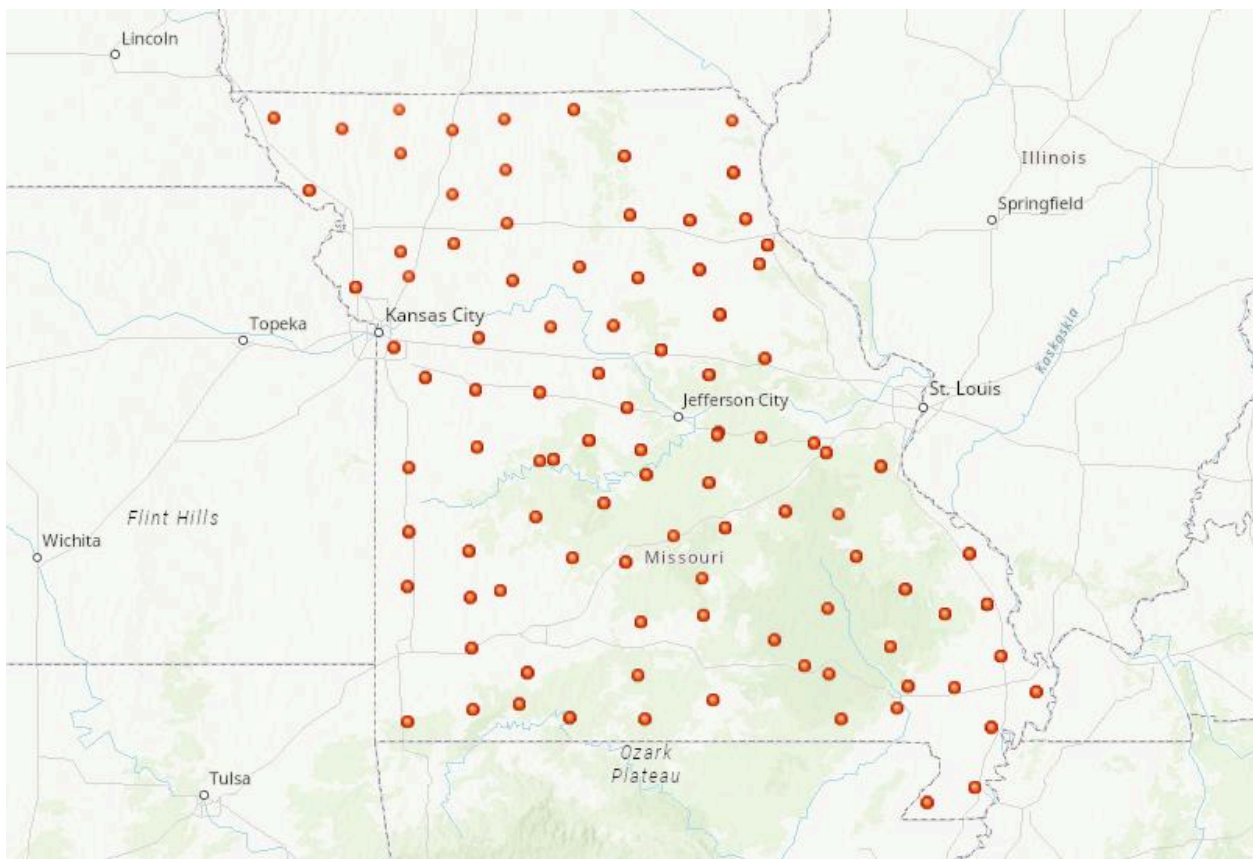 Lincoln
Illinois
Springfield
Kaskaskia
Kansas City
Topeka
St. Louis
Jefferson City
Flint Hills
Wichita
Missouri
Ozark
Plateau
Tulsa